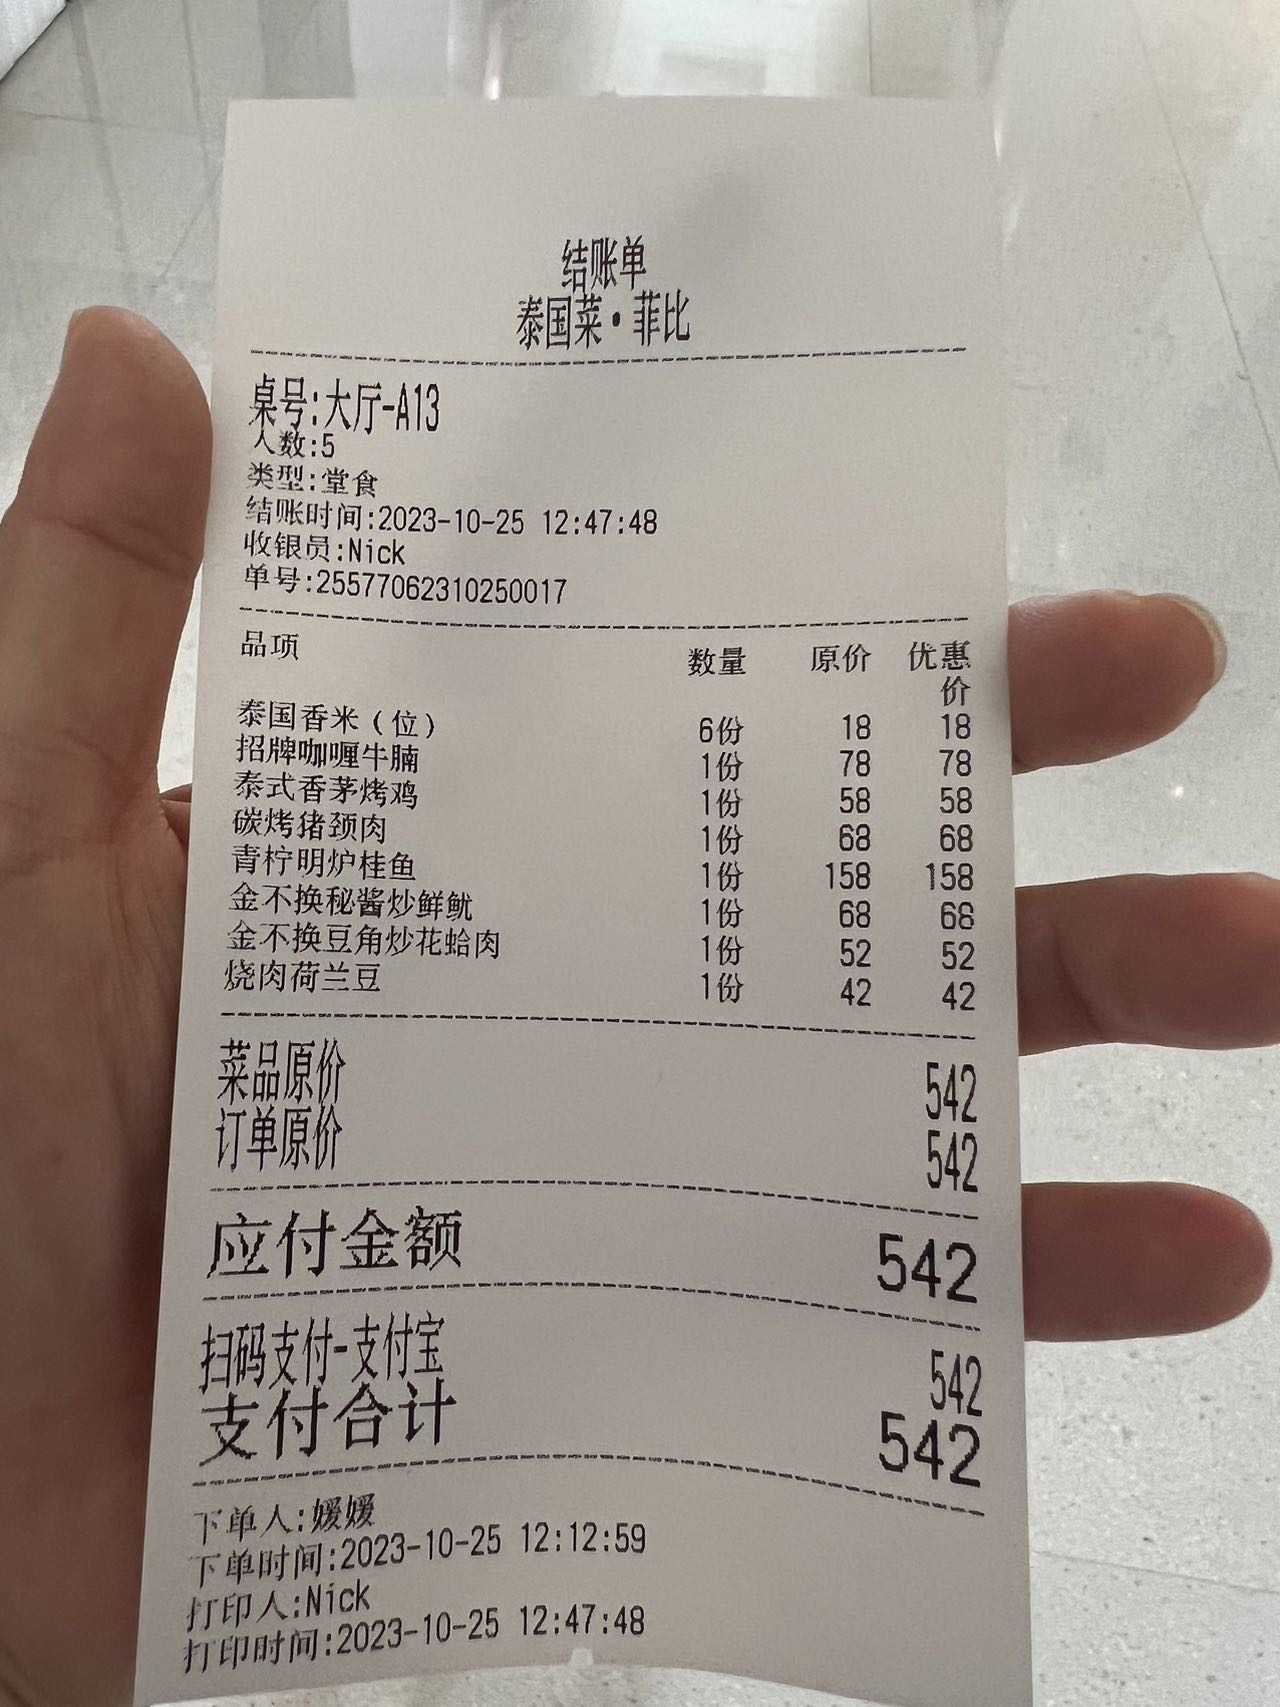 结账单
泰国菜·菲比
桌号:大厅-A13
人数:5
类型:堂食
结账时间:2023-10-25 12:47:48
收银员:Nick
单号:25577062310250017
品项 数量 原价 优惠价
泰国香米(位) 6份 18 18
招牌咖喱牛腩 1份 78 78
泰式香茅烤鸡 1份 58 58
碳烤猪颈肉 1份 68 68
青柠明炉桂鱼 1份 158 158
金不换秘酱炒鲜鱿 1份 68 68
金不换豆角炒花蛤肉 1份 52 52
烧肉荷兰豆 1份 42 42
菜品原价 542
订单原价 542
应付金额 542
扫码支付-支付宝 542
支付合计 542
下单人:媛媛
下单时间:2023-10-25 12:12:59
打印人:Nick
打印时间:2023-10-25 12:47:48